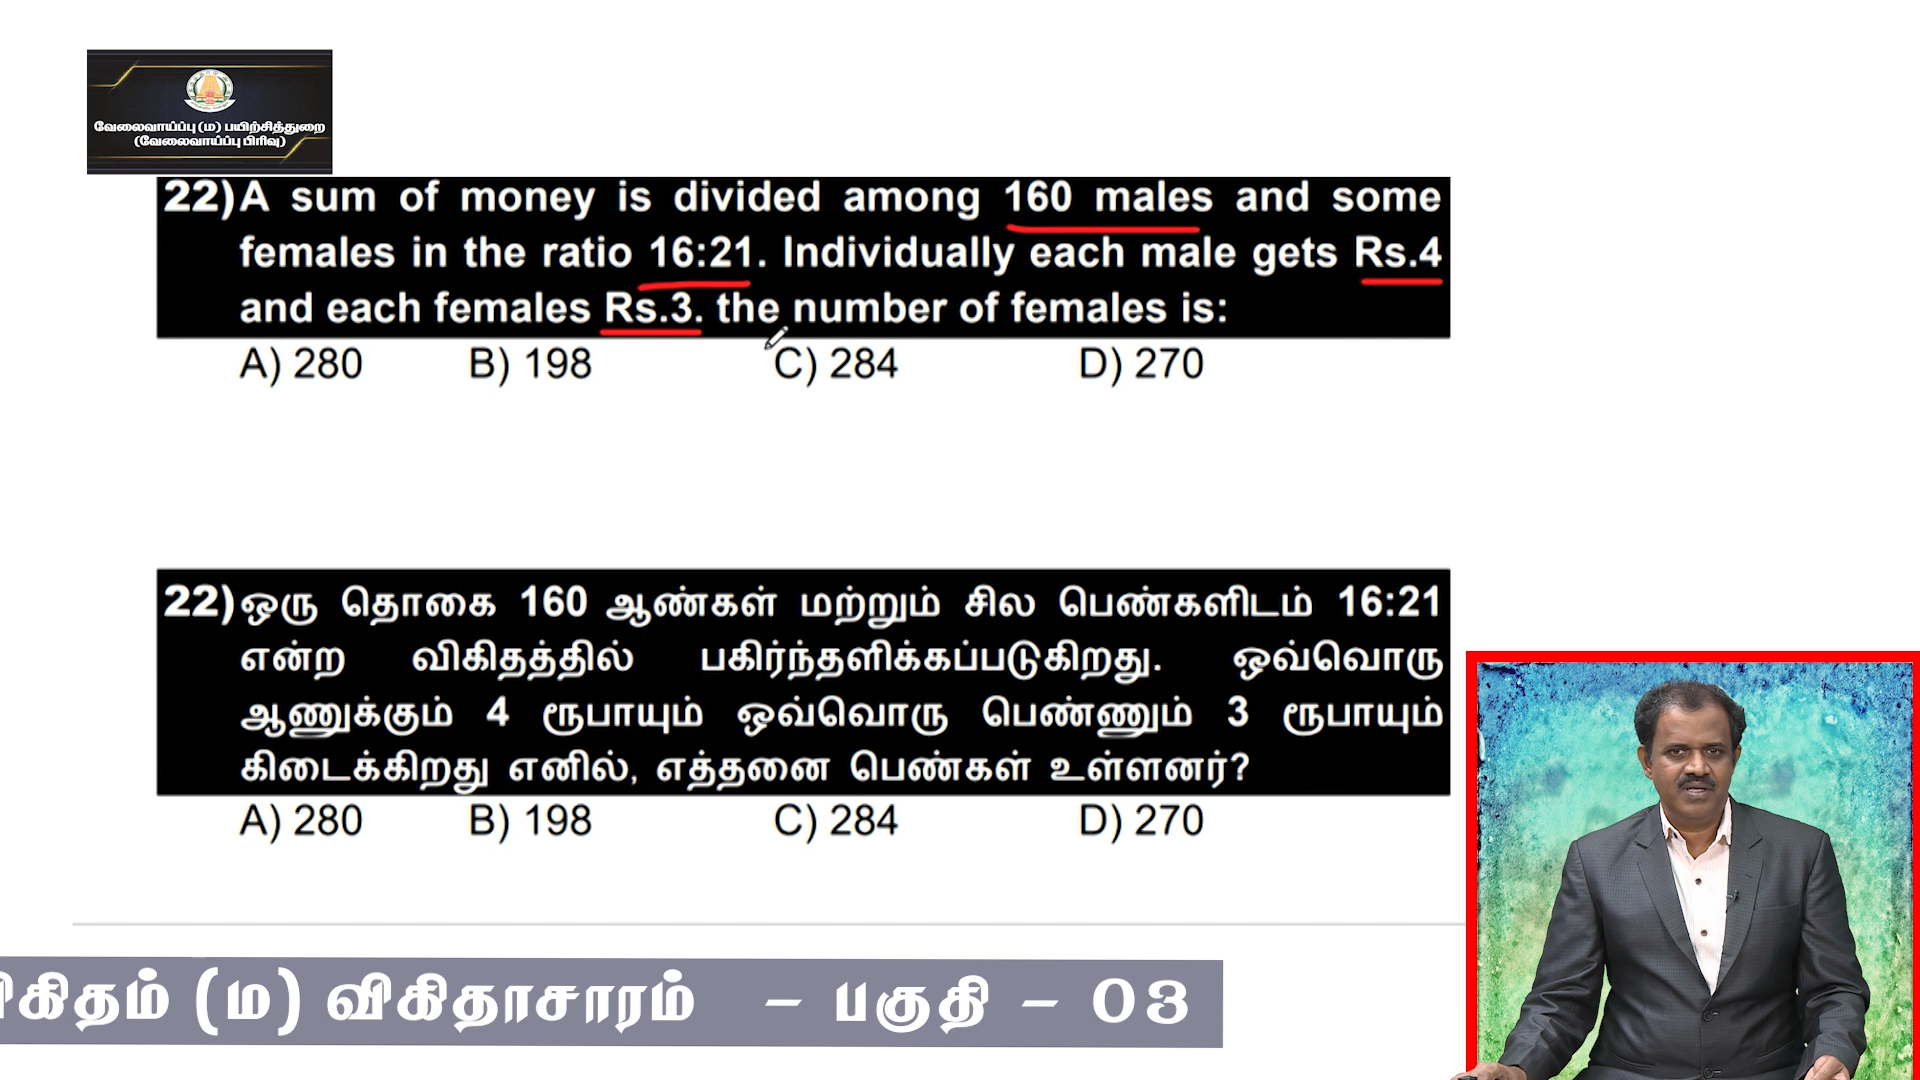 வேலைவாய்ப்பு (ம) பயிற்சித்துறை
(வேலைவாய்ப்பு பிரிவு)
22) A sum of money is divided among 160 males and some
females in the ratio 16:21. Individually each male gets Rs.4
and each females Rs.3. the number of females is:
A) 280 B) 198 C) 284 D) 270
22) ஒரு தொகை 160 ஆண்கள் மற்றும் சில பெண்களிடம் 16:21
என்ற விகிதத்தில் பகிர்ந்தளிக்கப்படுகிறது. ஒவ்வொரு
ஆணுக்கும் 4 ரூபாயும் ஒவ்வொரு பெண்ணும் 3 ரூபாயும்
கிடைக்கிறது எனில், எத்தனை பெண்கள் உள்ளனர்?
A) 280 B) 198 C) 284 D) 270
கிதம் (ம) விகிதாசாரம் – பகுதி – 03